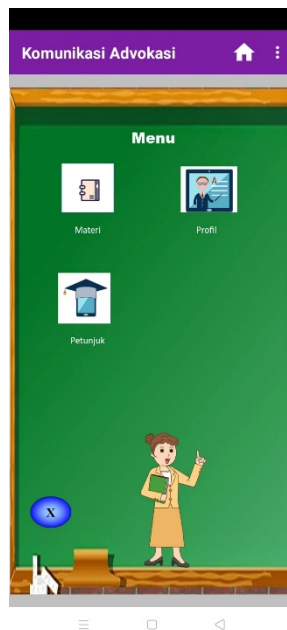 Komunikasi Advokasi
Menu
Materi
Profil
Petunjuk
X